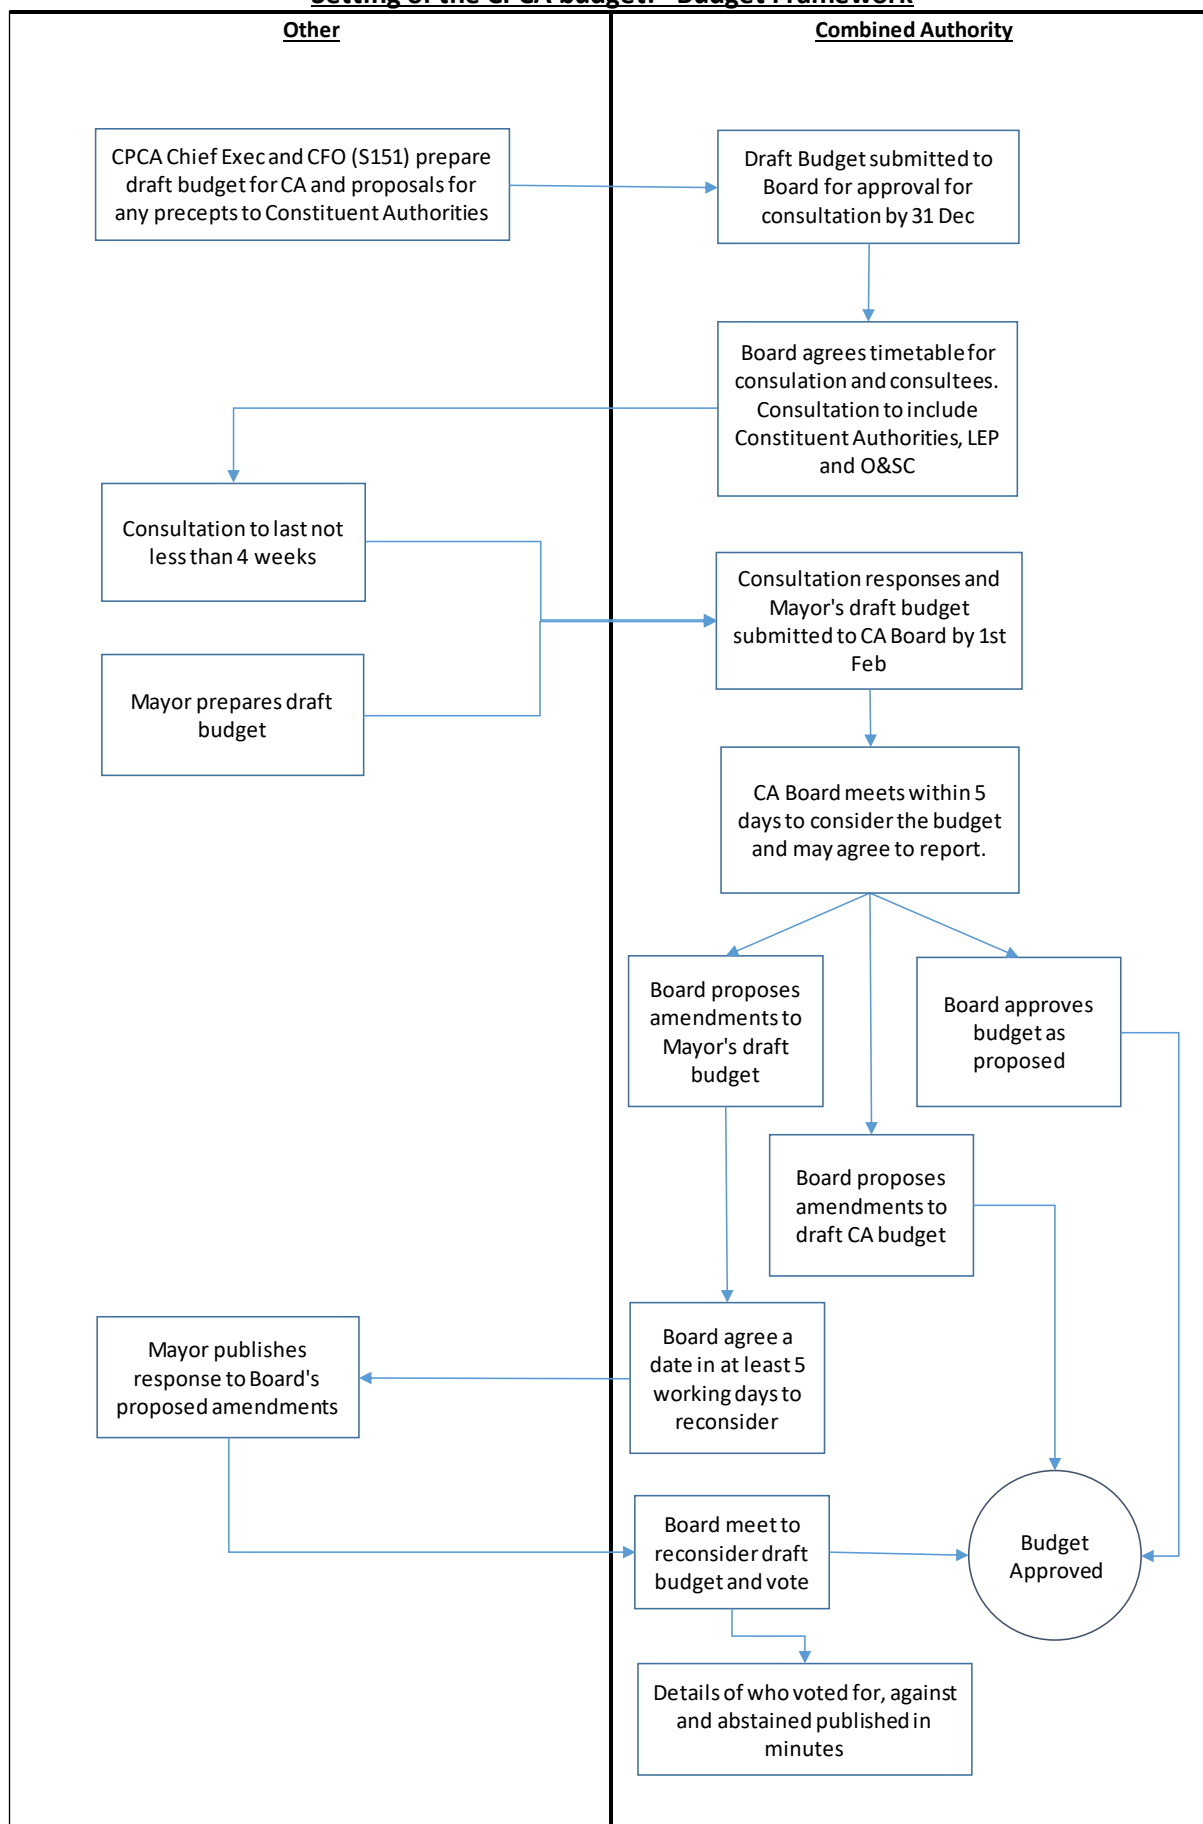 Setting of the CPCA budget: Budget Framework
Other
Combined Authority
CPCA Chief Exec and CFO (S151) prepare
draft budget for CA and proposals for
any precepts to Constituent Authorities
Draft Budget submitted to
Board for approval for
consultation by 31 Dec
Board agrees timetable for
consulation and consultees.
Consultation to include
Constituent Authorities, LEP
and O&SC
Consultation to last not
less than 4 weeks
Consultation responses and
Mayor's draft budget
submitted to CA Board by 1st
Feb
Mayor prepares draft
budget
CA Board meets within 5
days to consider the budget
and may agree to report.
Board proposes
amendments to
Mayor's draft
budget
Board approves
budget as
proposed
Board proposes
amendments to
draft CA budget
Mayor publishes
response to Board's
proposed amendments
Board agree a
date in at least 5
working days to
reconsider
Board meet to
reconsider draft
budget and vote
Budget
Approved
Details of who voted for, against
and abstained published in
minutes